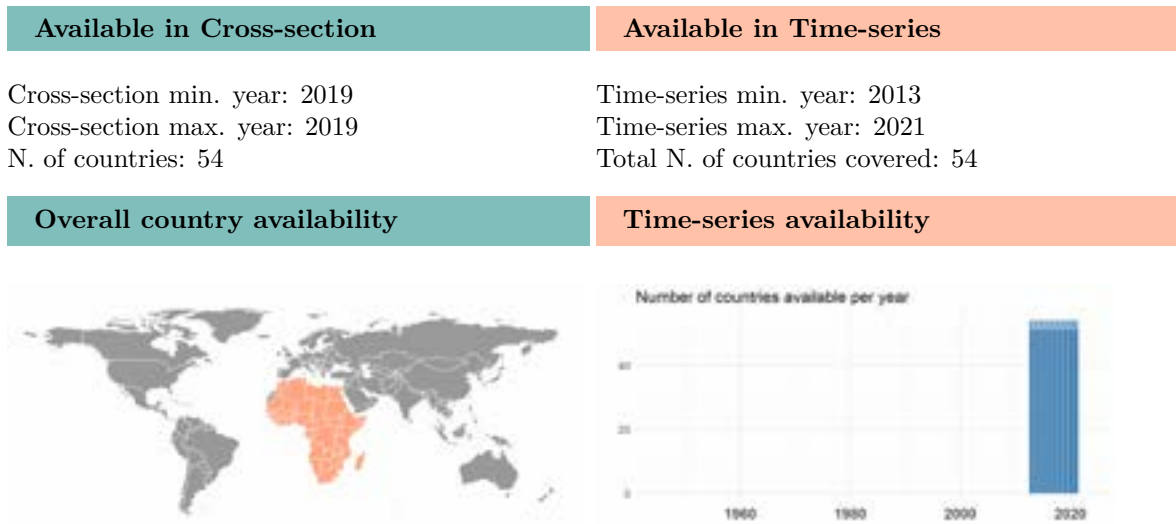 Available in Cross-section
Available in Time-series
Cross-section min. year: 2019
Cross-section max. year: 2019
N. of countries: 54
Time-series min. year: 2013
Time-series max. year: 2021
Total N. of countries covered: 54
Overall country availability
Time-series availability
Number of countries available per year
40
20
0
1960
1980
2000
2020